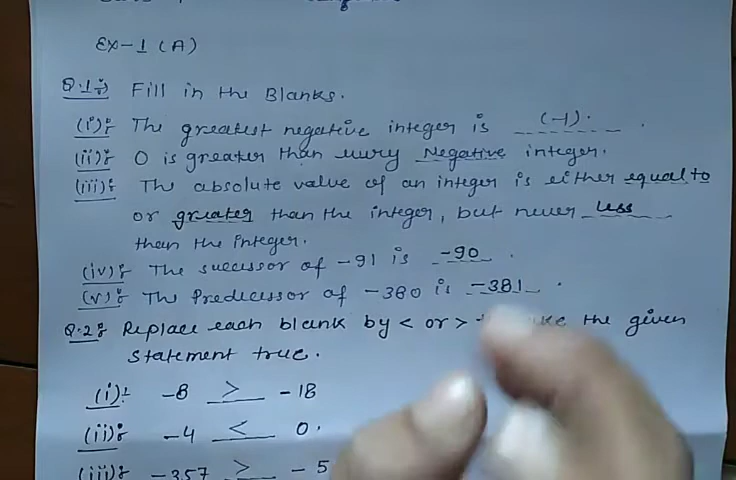 Ex-1 (A)
Q.1 Fill in the Blanks.
(i) The greatest negative integer is (-1).
(ii) 0 is greater than every Negative integer.
(iii) The absolute value of an integer is either equal to
or greater than the integer, but never less
than the integer.
(iv) The successor of -91 is -90.
(v) The Predecessor of -380 is -381.
Q.2 Replace each blank by < or > the given
statement true.
(i) -8 > -18
(ii) -4 < 0.
(iii) -357 > -5